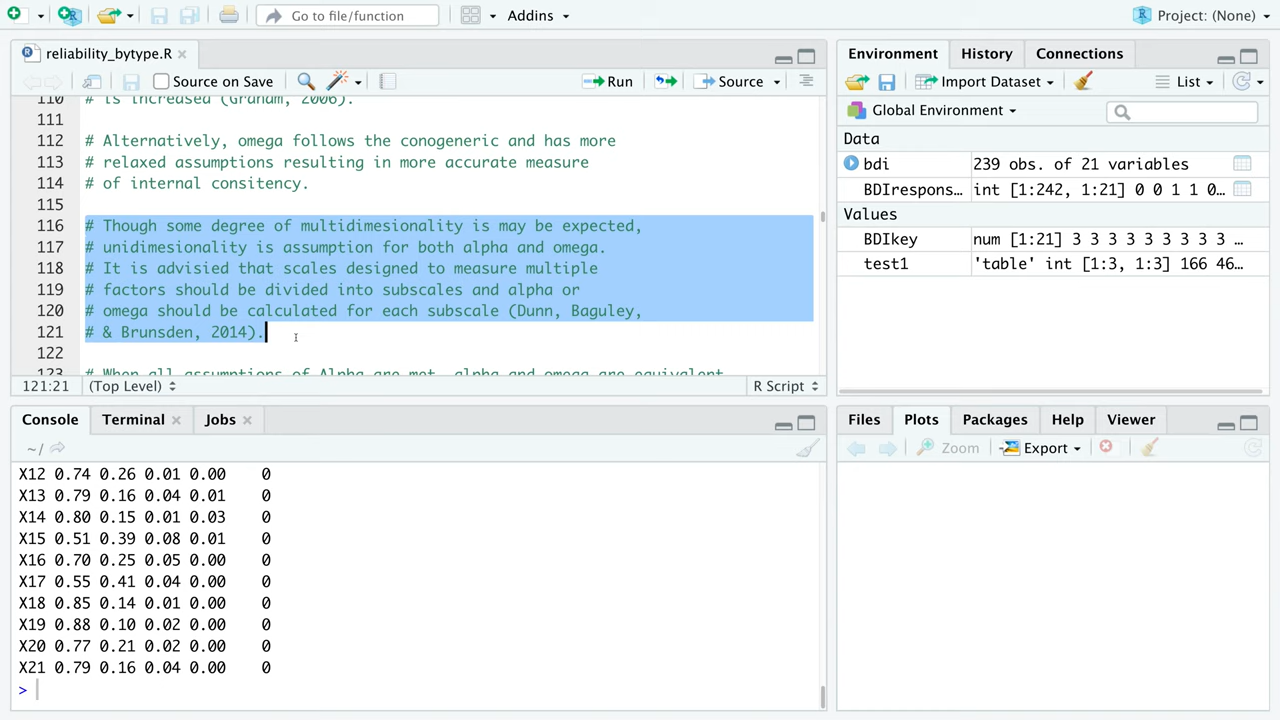 Go to file/function
Addins
Project: (None)
reliability_bytype.R
Source on Save
Run
Source
110 # is increased (Graham, 2006).
111
112 # Alternatively, omega follows the conogeneric and has more
113 # relaxed assumptions resulting in more accurate measure
114 # of internal consitency.
115
116 # Though some degree of multidimesionality is may be expected,
117 # unidimesionality is assumption for both alpha and omega.
118 # It is advisied that scales designed to measure multiple
119 # factors should be divided into subscales and alpha or
120 # omega should be calculated for each subscale (Dunn, Baguley,
121 # & Brunsden, 2014).
122
123 # When all assumptions of Alpha are met, alpha and omega are equivalent
121:21 (Top Level) R Script
Console Terminal Jobs
~/
X12 0.74 0.26 0.01 0.00 0
X13 0.79 0.16 0.04 0.01 0
X14 0.80 0.15 0.01 0.03 0
X15 0.51 0.39 0.08 0.01 0
X16 0.70 0.25 0.05 0.00 0
X17 0.55 0.41 0.04 0.00 0
X18 0.85 0.14 0.01 0.00 0
X19 0.88 0.10 0.02 0.00 0
X20 0.77 0.21 0.02 0.00 0
X21 0.79 0.16 0.04 0.00 0
>
Environment History Connections
Import Dataset List
Global Environment
Data
bdi 239 obs. of 21 variables
BDIrespons… int [1:242, 1:21] 0 0 1 1 0…
Values
BDIkey num [1:21] 3 3 3 3 3 3 3 3 3 …
test1 'table' int [1:3, 1:3] 166 46…
Files Plots Packages Help Viewer
Zoom Export